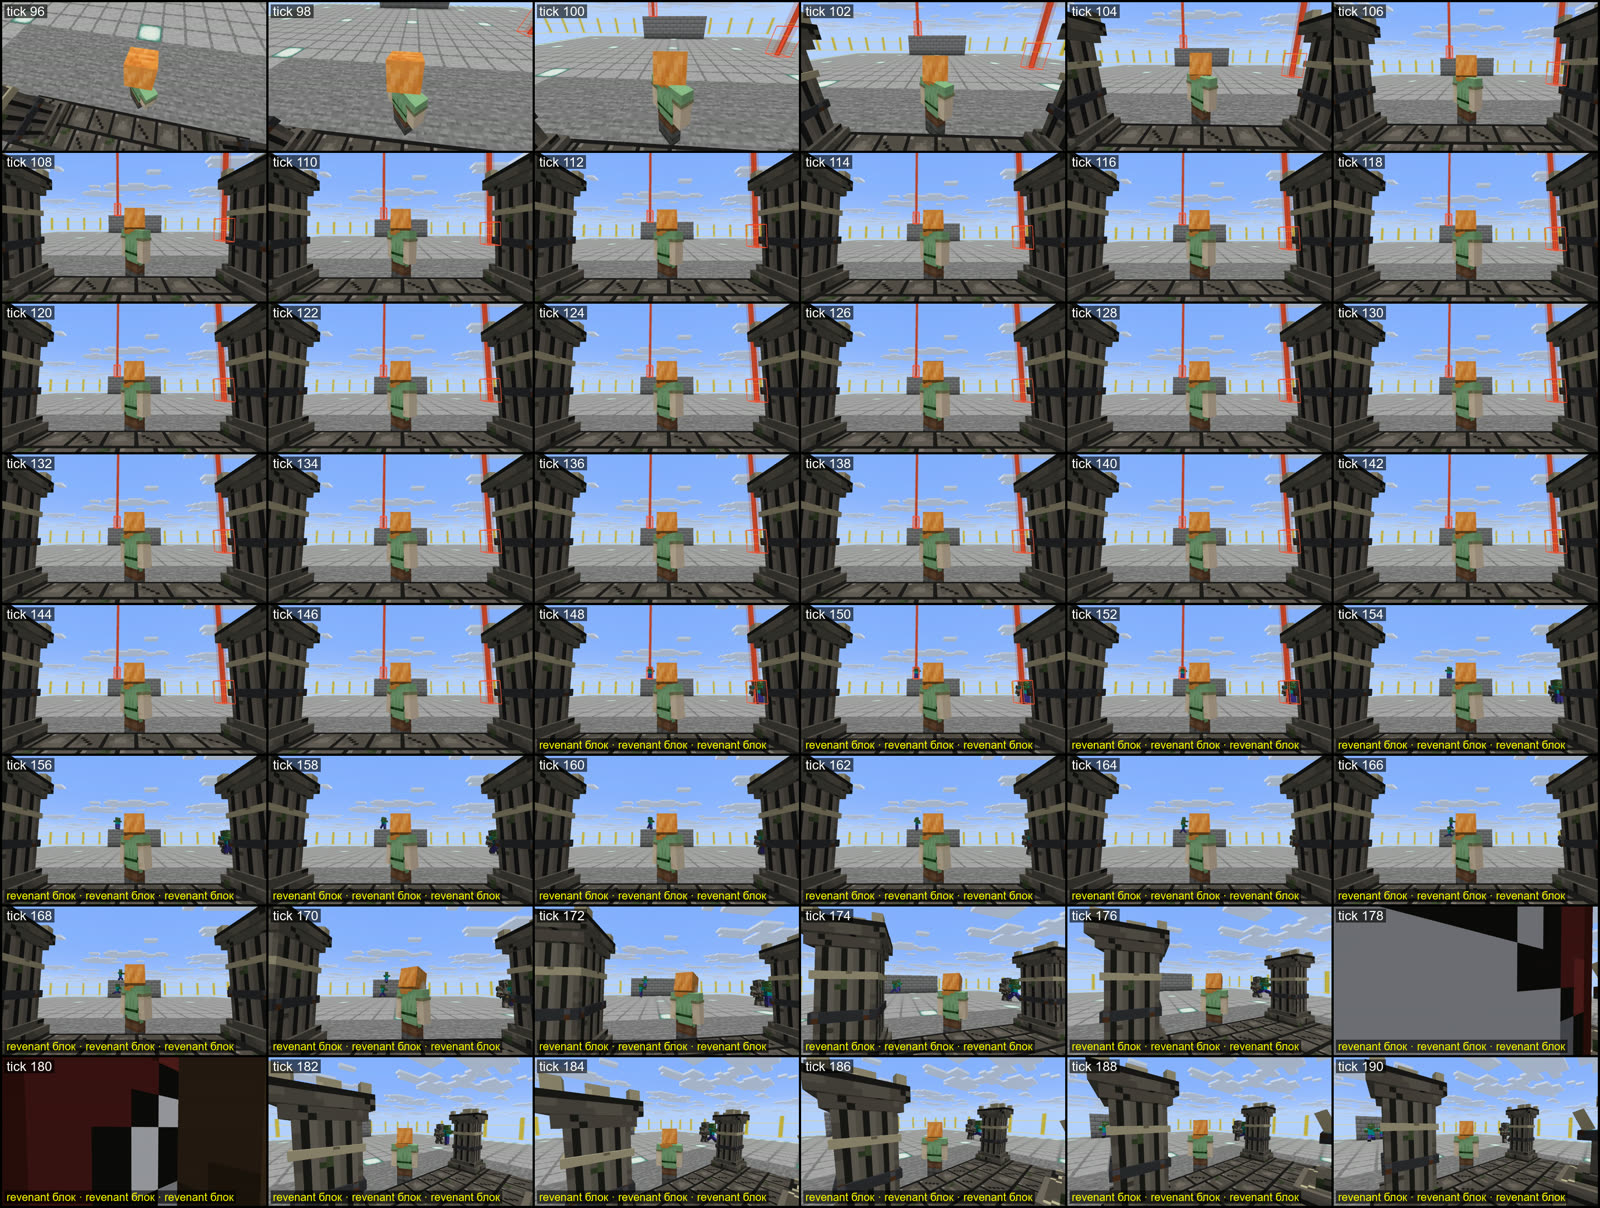 tick 96
tick 98
tick 100
tick 102
tick 104
tick 106
tick 108
tick 110
tick 112
tick 114
tick 116
tick 118
tick 120
tick 122
tick 124
tick 126
tick 128
tick 130
tick 132
tick 134
tick 136
tick 138
tick 140
tick 142
tick 144
tick 146
tick 148
tick 150
tick 152
tick 154
revenant блок · revenant блок · revenant блок
revenant блок · revenant блок · revenant блок
revenant блок · revenant блок · revenant блок
revenant блок · revenant блок · revenant блок
tick 156
tick 158
tick 160
tick 162
tick 164
tick 166
revenant блок · revenant блок · revenant блок
revenant блок · revenant блок · revenant блок
revenant блок · revenant блок · revenant блок
revenant блок · revenant блок · revenant блок
revenant блок · revenant блок · revenant блок
revenant блок · revenant блок · revenant блок
tick 168
tick 170
tick 172
tick 174
tick 176
tick 178
revenant блок · revenant блок · revenant блок
revenant блок · revenant блок · revenant блок
revenant блок · revenant блок · revenant блок
revenant блок · revenant блок · revenant блок
revenant блок · revenant блок · revenant блок
revenant блок · revenant блок · revenant блок
tick 180
tick 182
tick 184
tick 186
tick 188
tick 190
revenant блок · revenant блок · revenant блок
revenant блок · revenant блок · revenant блок
revenant блок · revenant блок · revenant блок
revenant блок · revenant блок · revenant блок
revenant блок · revenant блок · revenant блок
revenant блок · revenant блок · revenant блок